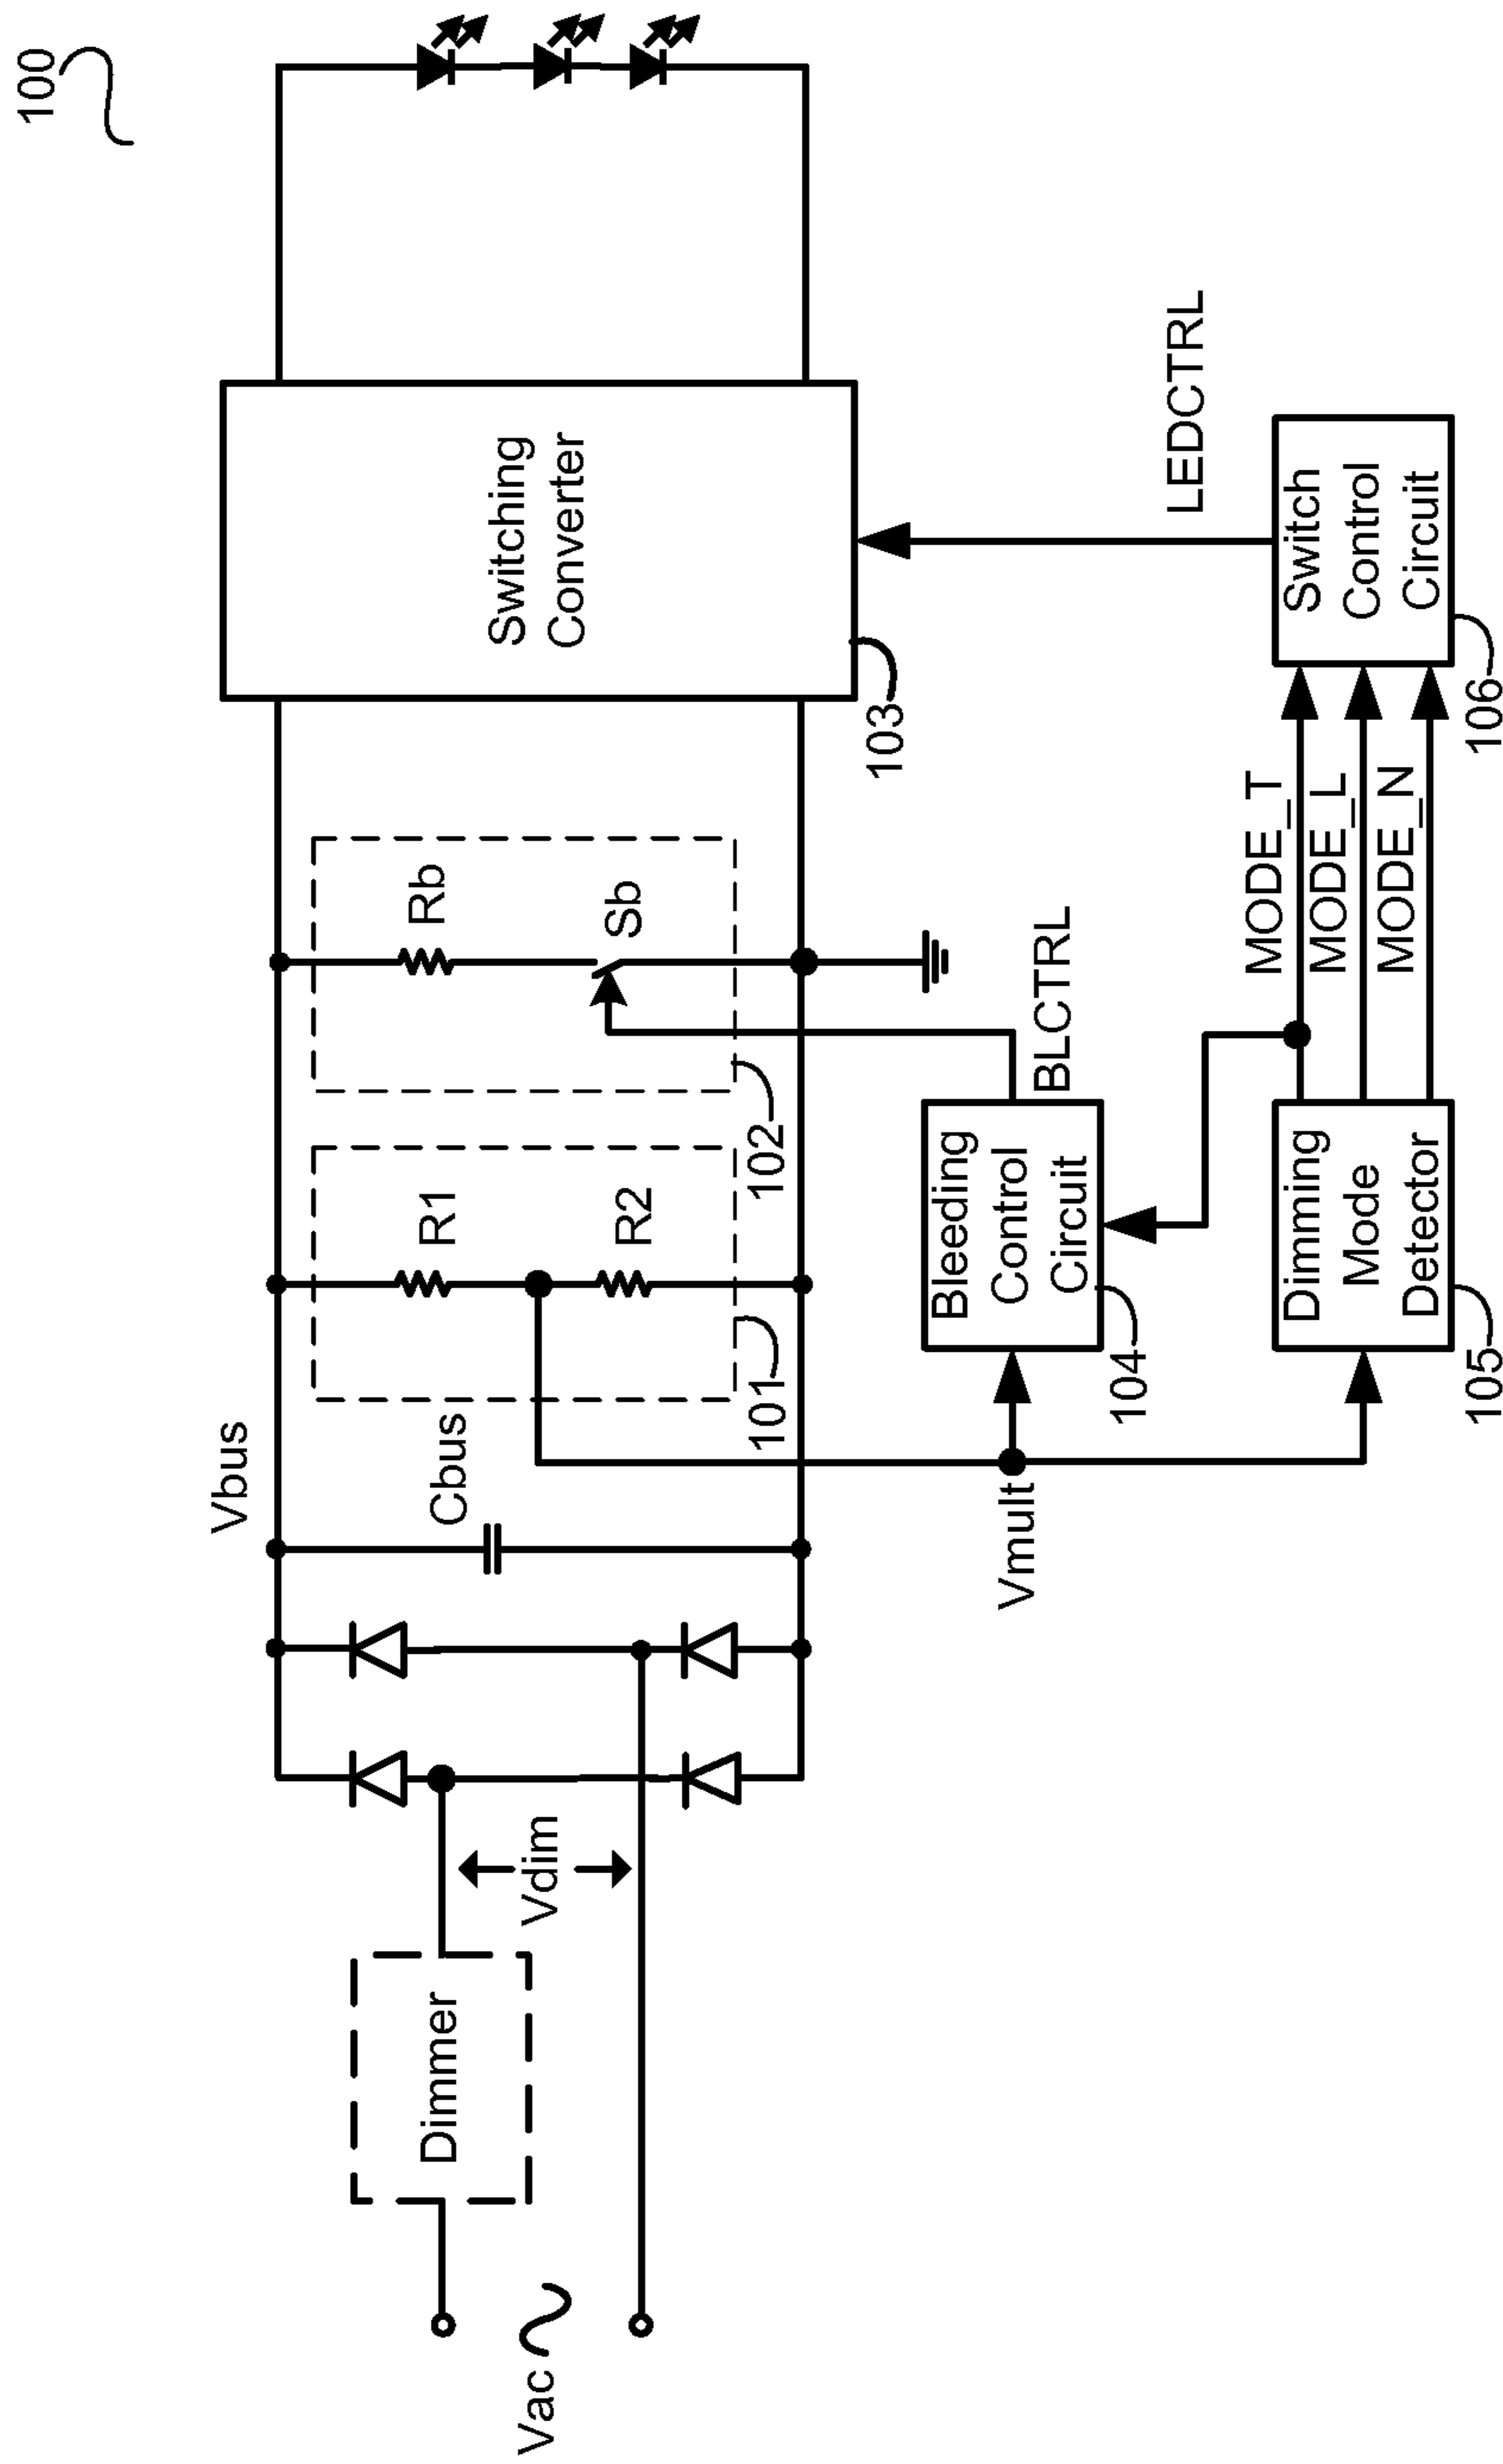 100
Vbus
Cbus
R1
R2
Rb
Sb
Switching
Converter
Dimmer
Vdim
Vac
101
102
103
Vmult
Bleeding
Control
Circuit
104
BLCTRL
LEDCTRL
MODE_T
MODE_L
MODE_N
Dimming
Mode
Detector
105
Switch
Control
Circuit
106